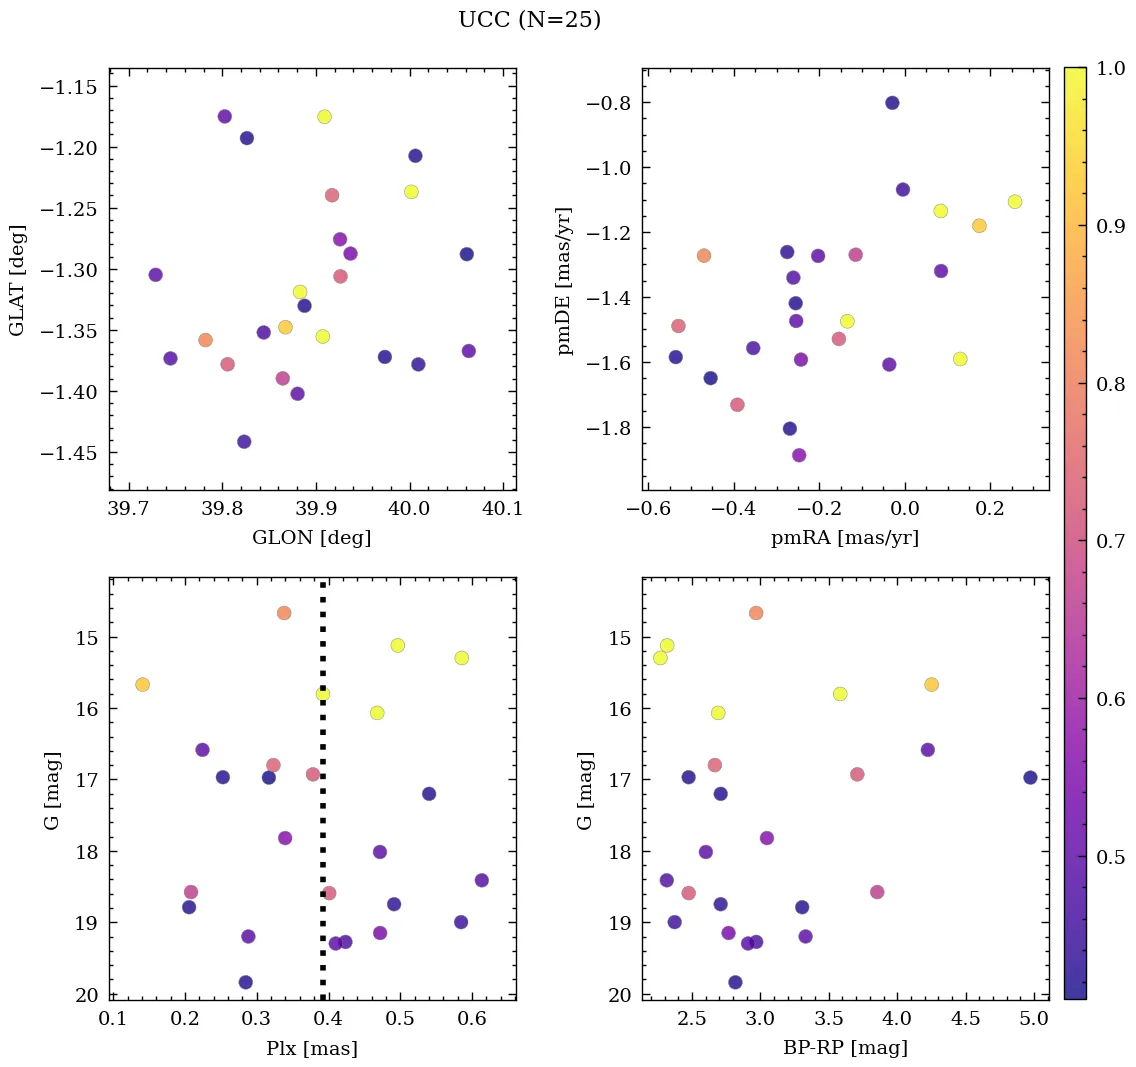 UCC (N=25)
−1.15
−1.20
−1.25
−1.30
−1.35
−1.40
−1.45
GLAT [deg]
39.7 39.8 39.9 40.0 40.1
GLON [deg]
−0.8
−1.0
−1.2
−1.4
−1.6
−1.8
pmDE [mas/yr]
−0.6 −0.4 −0.2 0.0 0.2
pmRA [mas/yr]
15
16
17
18
19
20
G [mag]
0.1 0.2 0.3 0.4 0.5 0.6
Plx [mas]
15
16
17
18
19
20
G [mag]
2.5 3.0 3.5 4.0 4.5 5.0
BP-RP [mag]
1.0
0.9
0.8
0.7
0.6
0.5